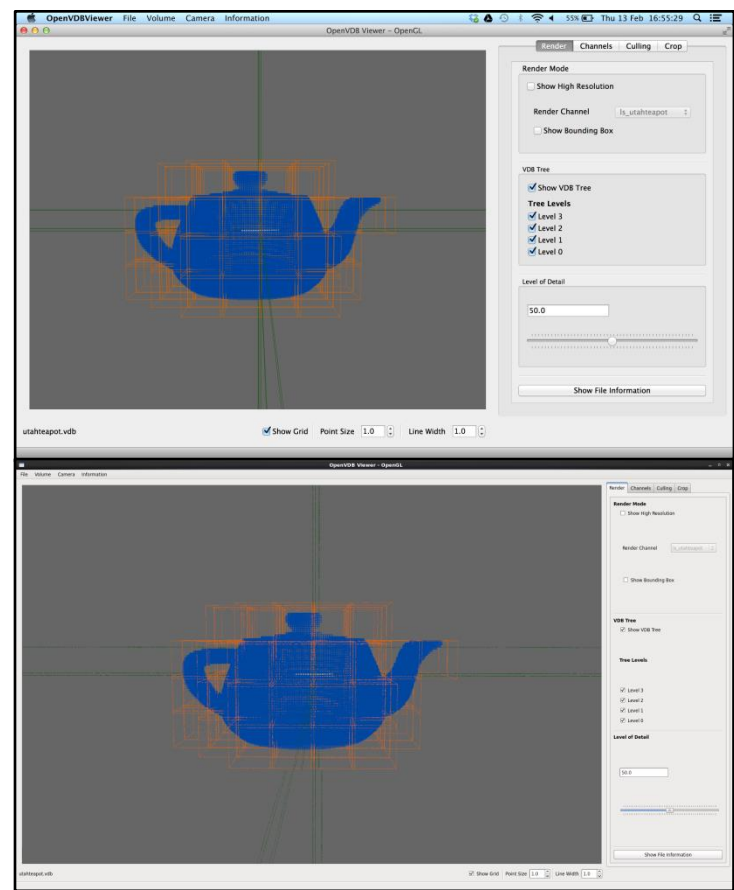 OpenVDBViewer File Volume Camera Information 55% Thu 13 Feb 16:55:29
OpenVDB Viewer - OpenGL
Render Channels Culling Crop
Render Mode
Show High Resolution
Render Channel ls_utahteapot
Show Bounding Box
VDB Tree
Show VDB Tree
Tree Levels
Level 3
Level 2
Level 1
Level 0
Level of Detail
50.0
Show File Information
utahteapot.vdb Show Grid Point Size 1.0 Line Width 1.0
OpenVDB Viewer - OpenGL
File Volume Camera Information
Render Channels Culling Crop
Render Mode
Show High Resolution
Render Channel ls_utahteapot
Show Bounding Box
VDB Tree
Show VDB Tree
Tree Levels
Level 3
Level 2
Level 1
Level 0
Level of Detail
50.0
Show File Information
utahteapot.vdb Show Grid Point Size 1.0 Line Width 1.0